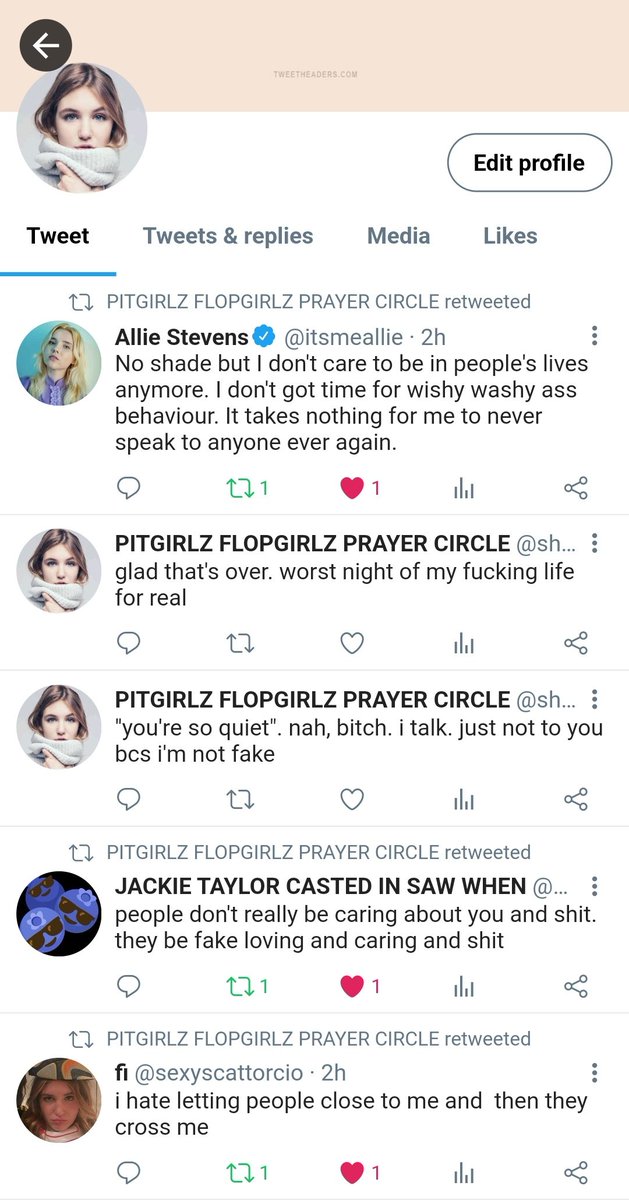 TWEETHEADERS.COM
Edit profile
Tweet Tweets & replies Media Likes
PITGIRLZ FLOPGIRLZ PRAYER CIRCLE retweeted
Allie Stevens @itsmeallie · 2h
No shade but I don't care to be in people's lives
anymore. I don't got time for wishy washy ass
behaviour. It takes nothing for me to never
speak to anyone ever again.
1 1
PITGIRLZ FLOPGIRLZ PRAYER CIRCLE @sh...
glad that's over. worst night of my fucking life
for real
PITGIRLZ FLOPGIRLZ PRAYER CIRCLE @sh...
"you're so quiet". nah, bitch. i talk. just not to you
bcs i'm not fake
PITGIRLZ FLOPGIRLZ PRAYER CIRCLE retweeted
JACKIE TAYLOR CASTED IN SAW WHEN @...
people don't really be caring about you and shit.
they be fake loving and caring and shit
1 1
PITGIRLZ FLOPGIRLZ PRAYER CIRCLE retweeted
fi @sexyscattorcio · 2h
i hate letting people close to me and  then they
cross me
1 1